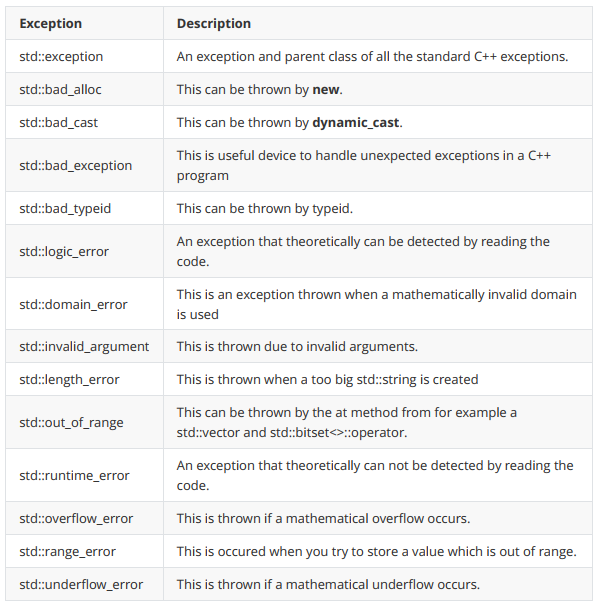 Exception Description
std::exception An exception and parent class of all the standard C++ exceptions.
std::bad_alloc This can be thrown by new.
std::bad_cast This can be thrown by dynamic_cast.
std::bad_exception This is useful device to handle unexpected exceptions in a C++
program
std::bad_typeid This can be thrown by typeid.
std::logic_error An exception that theoretically can be detected by reading the
code.
std::domain_error This is an exception thrown when a mathematically invalid domain
is used
std::invalid_argument This is thrown due to invalid arguments.
std::length_error This is thrown when a too big std::string is created
std::out_of_range This can be thrown by the at method from for example a
std::vector and std::bitset<>::operator.
std::runtime_error An exception that theoretically can not be detected by reading the
code.
std::overflow_error This is thrown if a mathematical overflow occurs.
std::range_error This is occured when you try to store a value which is out of range.
std::underflow_error This is thrown if a mathematical underflow occurs.